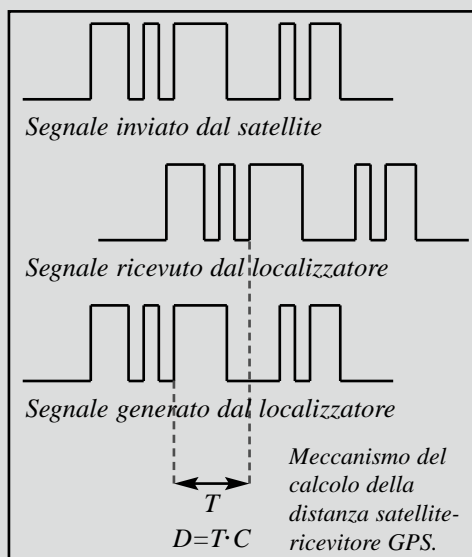 Segnale inviato dal satellite
Segnale ricevuto dal localizzatore
Segnale generato dal localizzatore
T
D=T·C
Meccanismo del
calcolo della
distanza satellite-
ricevitore GPS.